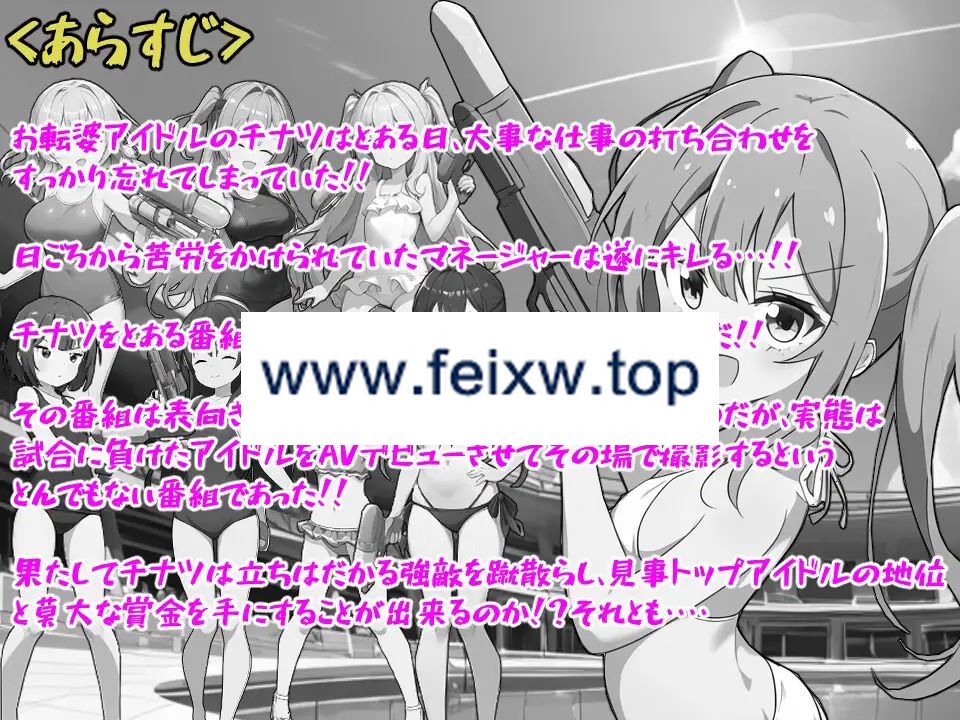 <あらすじ>
お転婆アイドルのチナツはとある日、大事な仕事の打ち合わせを
すっかり忘れてしまっていた!!
日ごろから苦労をかけられていたマネージャーは遂にキレる…!!
チナツをとある番組 だ!!
www.feixw.top
その番組は表向き のだが、実態は
試合に負けたアイドルをAVデビューさせてその場で撮影するという
とんでもない番組であった!!
果たしてチナツは立ちはだかる強敵を蹴散らし、見事トップアイドルの地位
と莫大な賞金を手にすることが出来るのか!?それとも‥‥